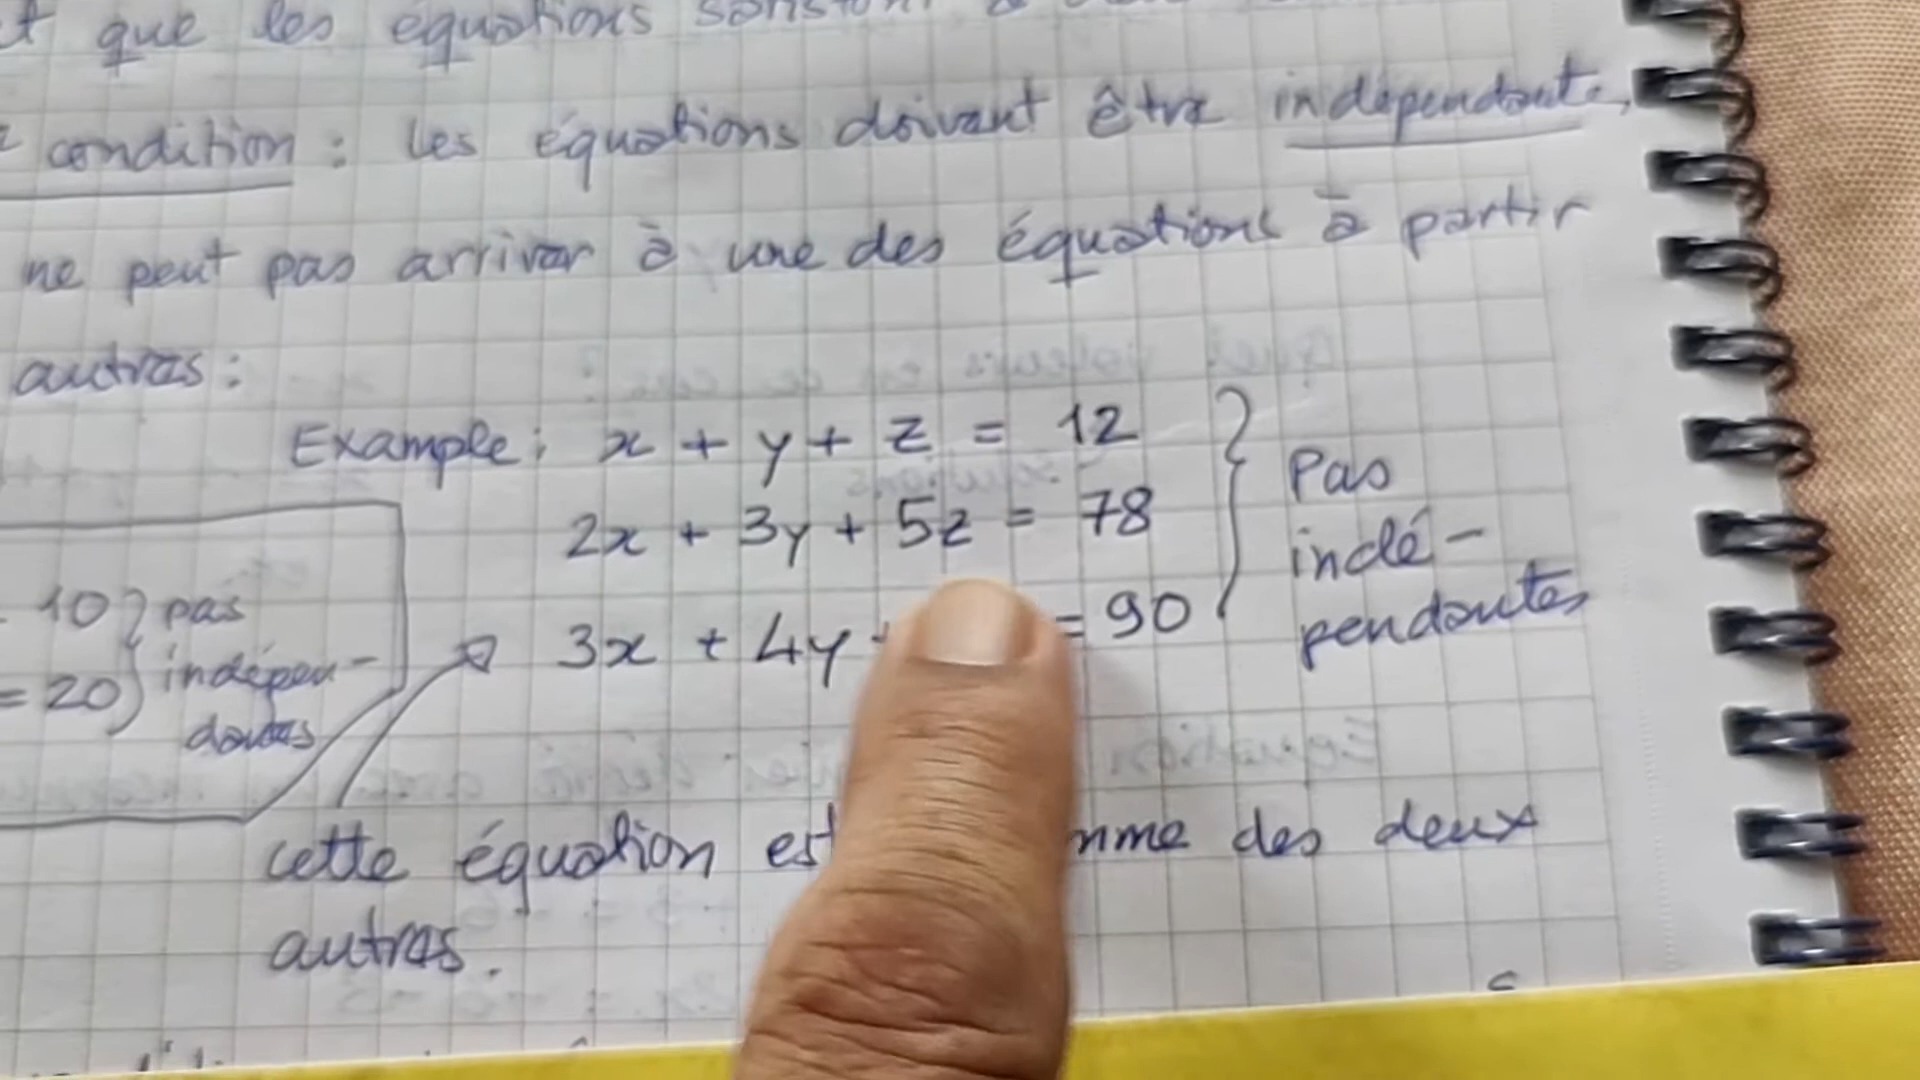 que les équations
condition : les équations doivent être indépendantes,
ne peut pas arriver à une des équations à partir
autres :
Example : x + y + z = 12
2x + 3y + 5z = 78
3x + 4y = 90
Pas
indé-
pendantes
10 } pas
= 20 } indépen-
dantes
cette équation est des deux
autres.